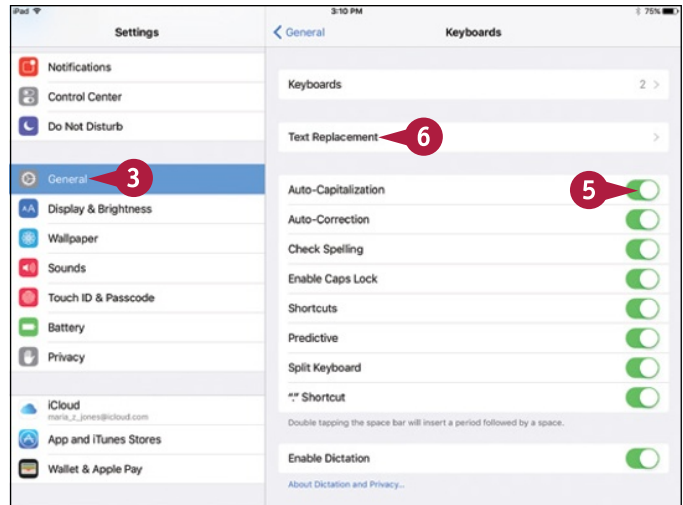 iPad 3:10 PM 75%
Settings
Notifications
Control Center
Do Not Disturb
General 3
Display & Brightness
AA
Wallpaper
Sounds
Touch ID & Passcode
Battery
Privacy
iCloud
maria_z_jones@icloud.com
App and iTunes Stores
Wallet & Apple Pay
General Keyboards
Keyboards 2
Text Replacement 6
Auto-Capitalization 5
Auto-Correction
Check Spelling
Enable Caps Lock
Shortcuts
Predictive
Split Keyboard
“.” Shortcut
Double tapping the space bar will insert a period followed by a space.
Enable Dictation
About Dictation and Privacy...